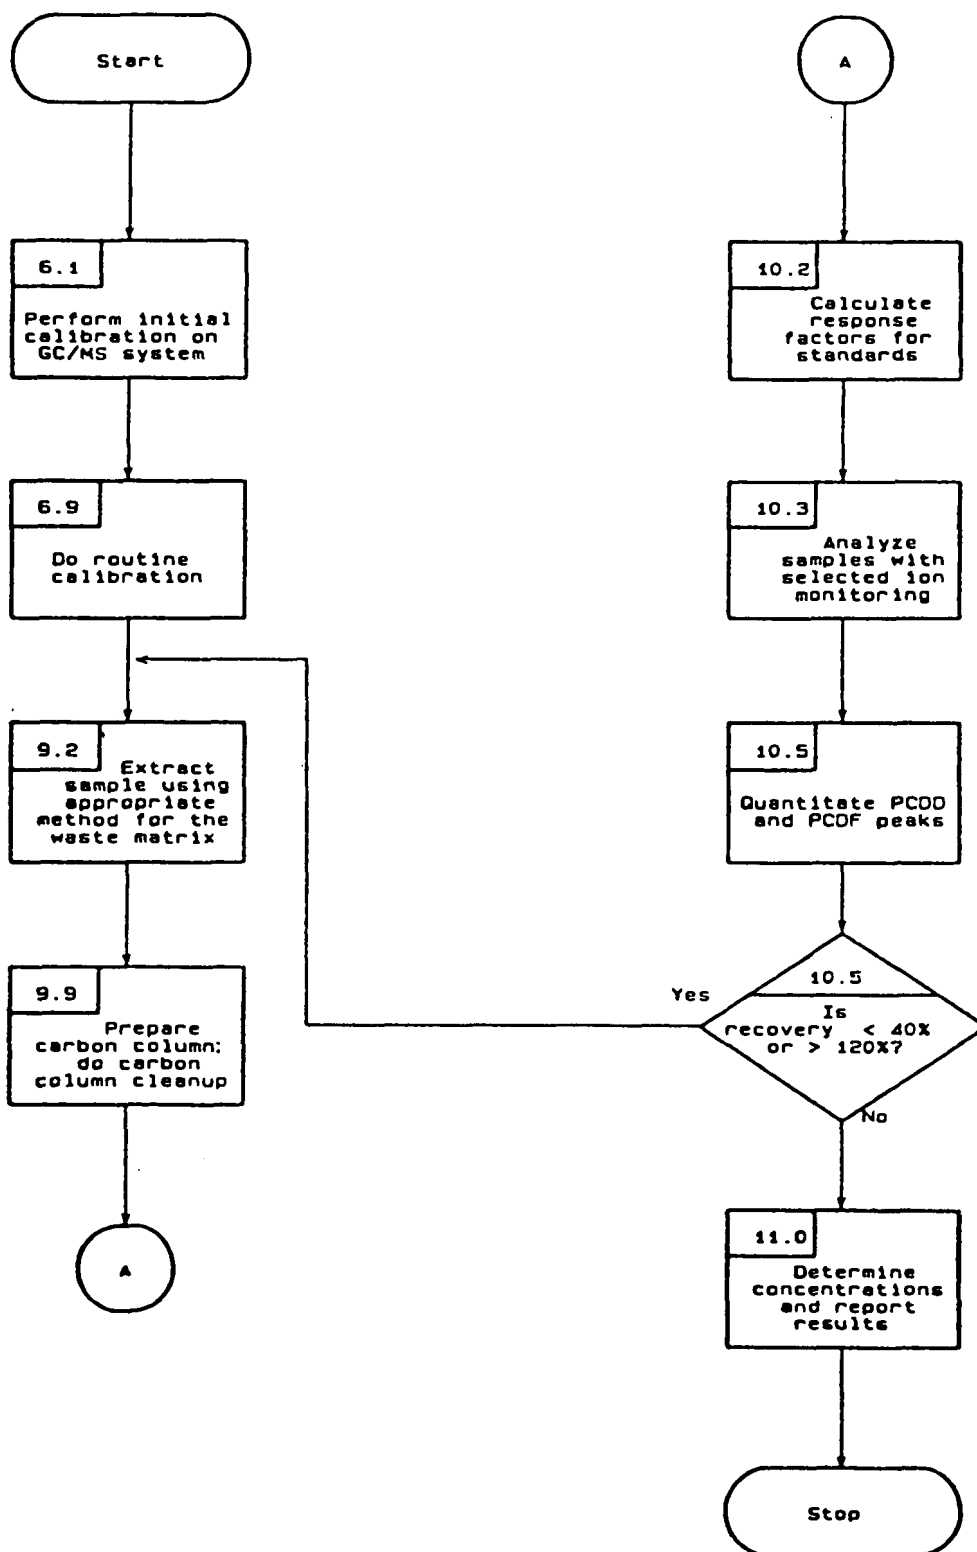 Start
6.1
Perform initial
calibration on
GC/MS system
6.9
Do routine
calibration
9.2
Extract
sample using
appropriate
method for the
waste matrix
9.9
Prepare
carbon column;
do carbon
column cleanup
A
A
10.2
Calculate
response
factors for
standards
10.3
Analyze
samples with
selected ion
monitoring
10.5
Quantitate PCDD
and PCDF peaks
10.5
Yes
Is
recovery < 40%
or > 120%?
No
11.0
Determine
concentrations
and report
results
Stop